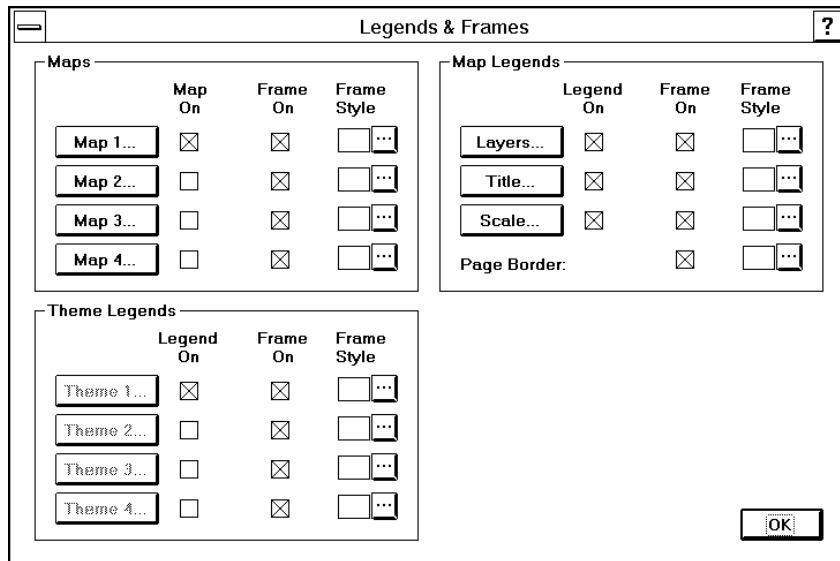 Legends & Frames
?
Maps
Map On
Frame On
Frame Style
Map 1...
...
Map 2...
...
Map 3...
...
Map 4...
...
Map Legends
Legend On
Frame On
Frame Style
Layers...
...
Title...
...
Scale...
...
Page Border:
...
Theme Legends
Legend On
Frame On
Frame Style
Theme 1...
...
Theme 2...
...
Theme 3...
...
Theme 4...
...
OK